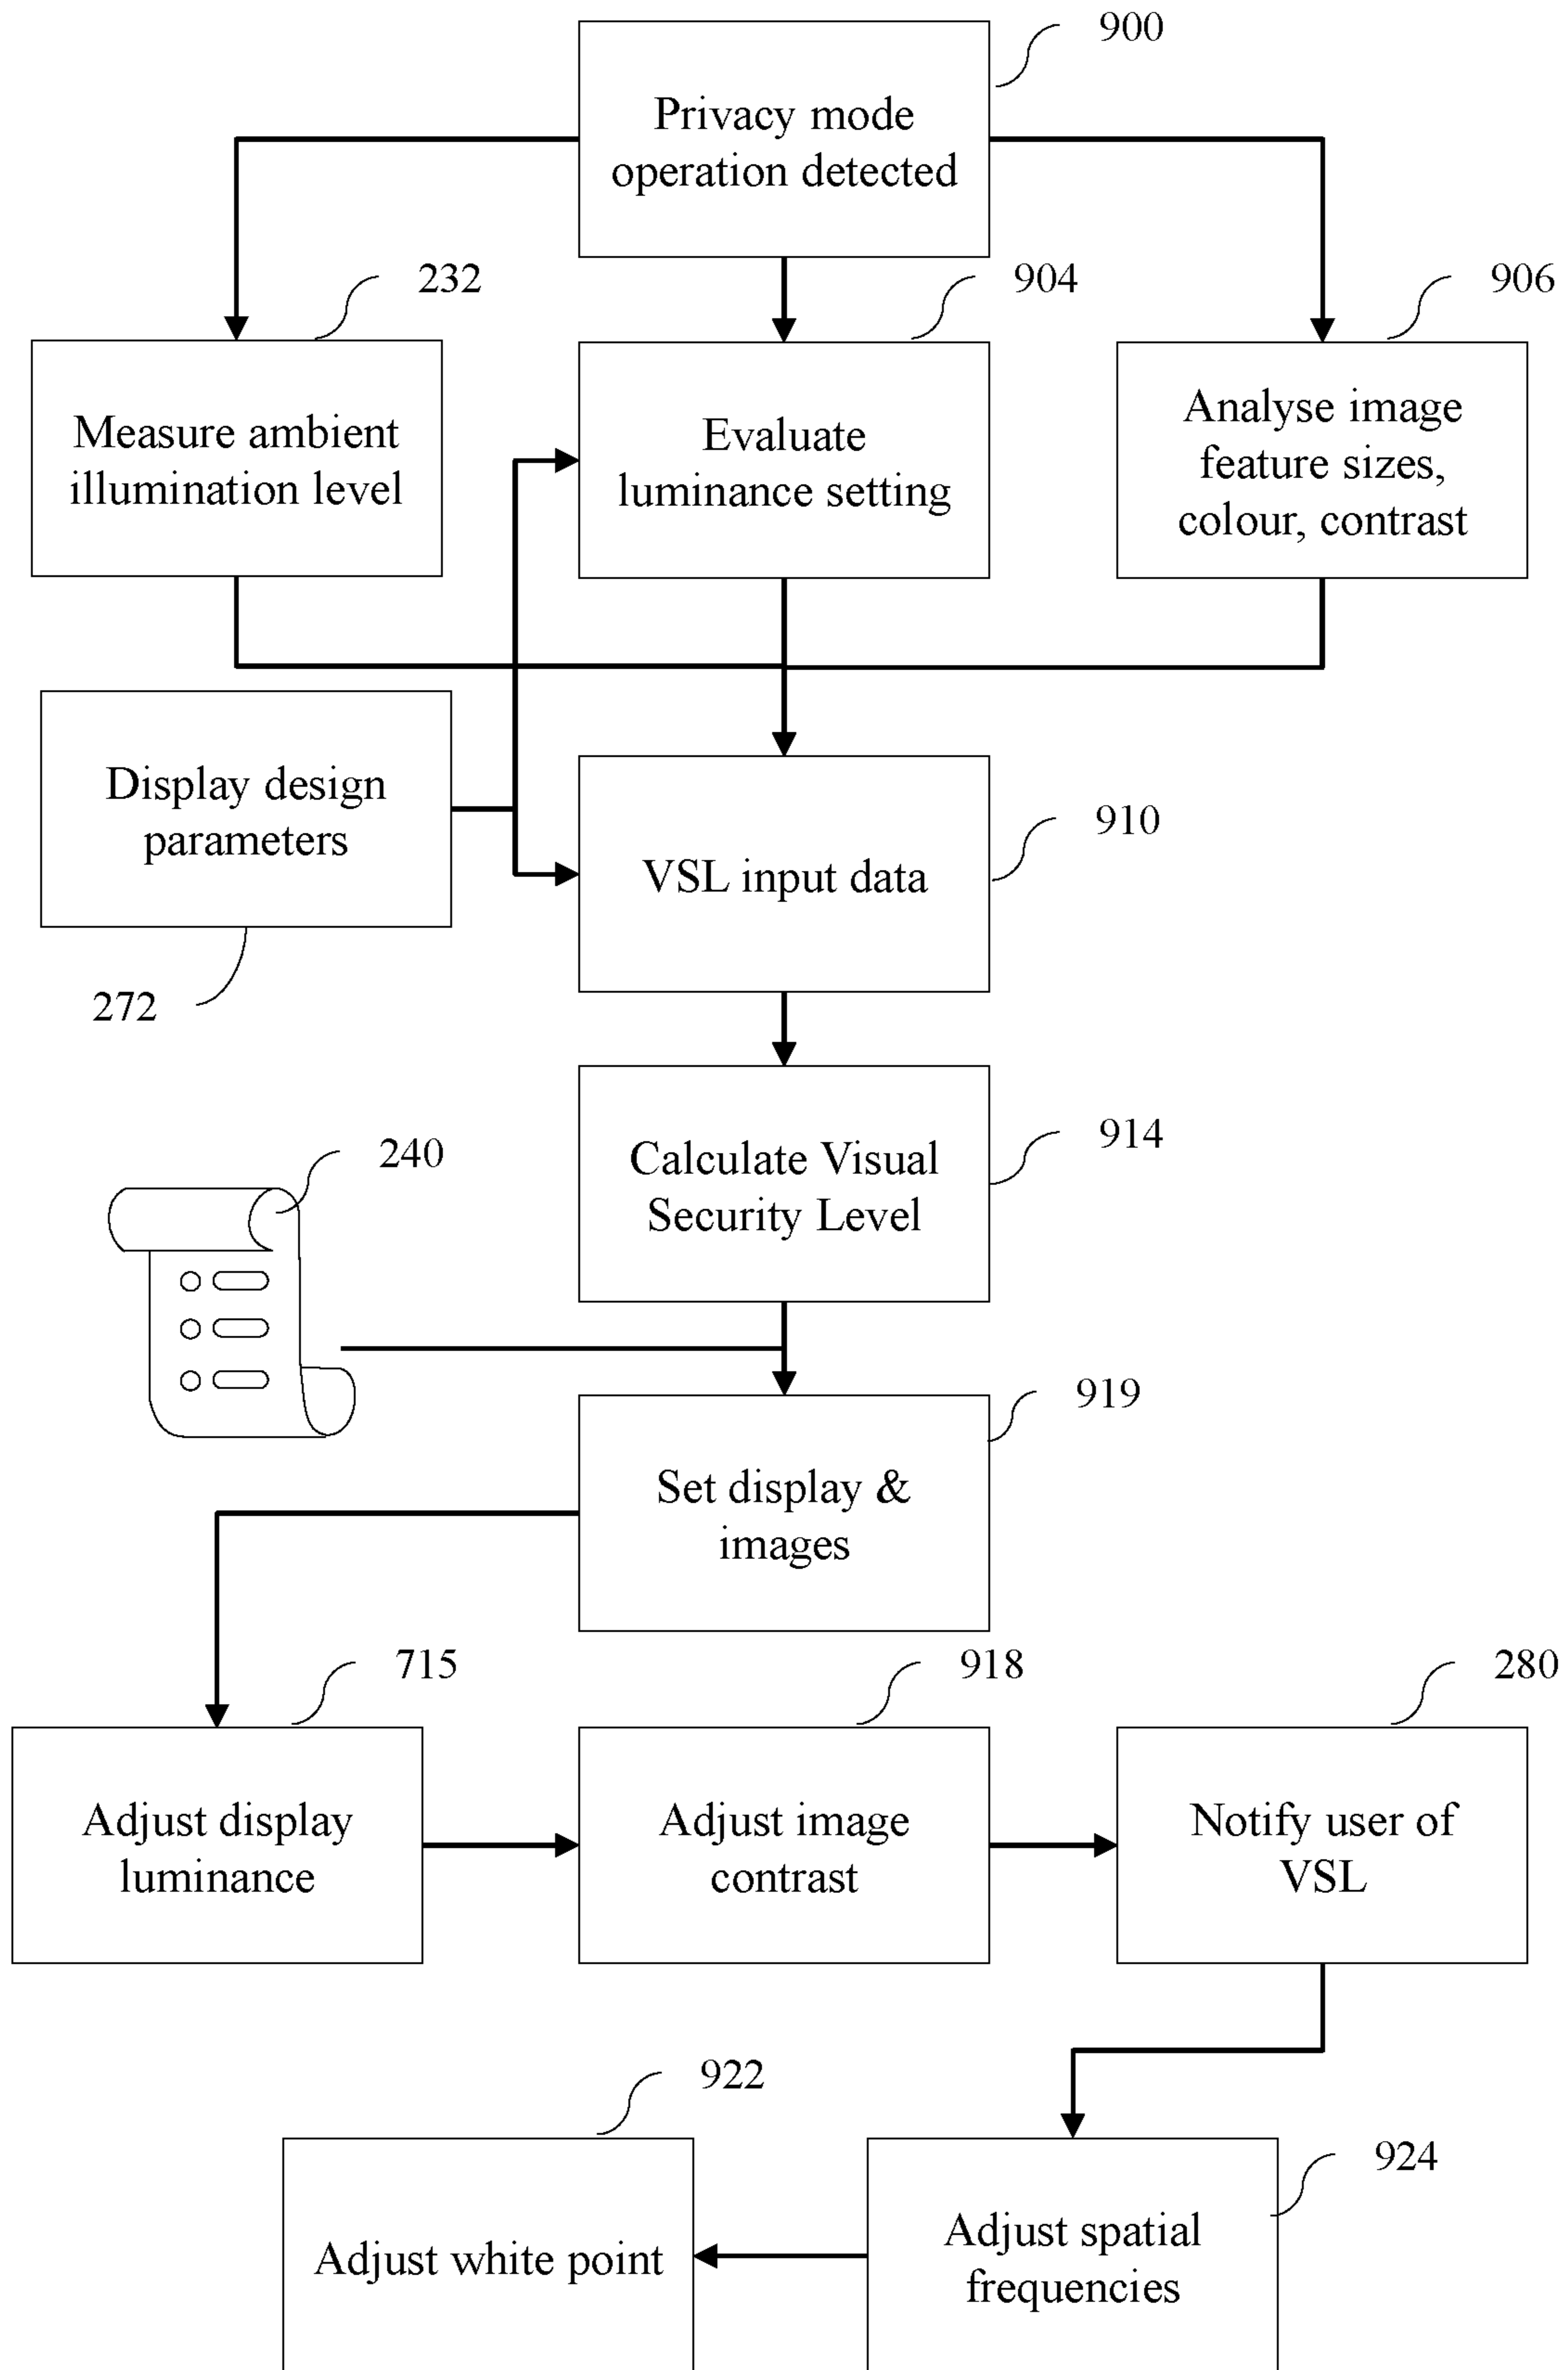 900
Privacy mode
operation detected
232
904
906
Measure ambient
illumination level
Evaluate
luminance setting
Analyse image
feature sizes,
colour, contrast
Display design
parameters
272
910
VSL input data
914
Calculate Visual
Security Level
240
919
Set display &
images
715
918
280
Adjust display
luminance
Adjust image
contrast
Notify user of
VSL
922
924
Adjust white point
Adjust spatial
frequencies